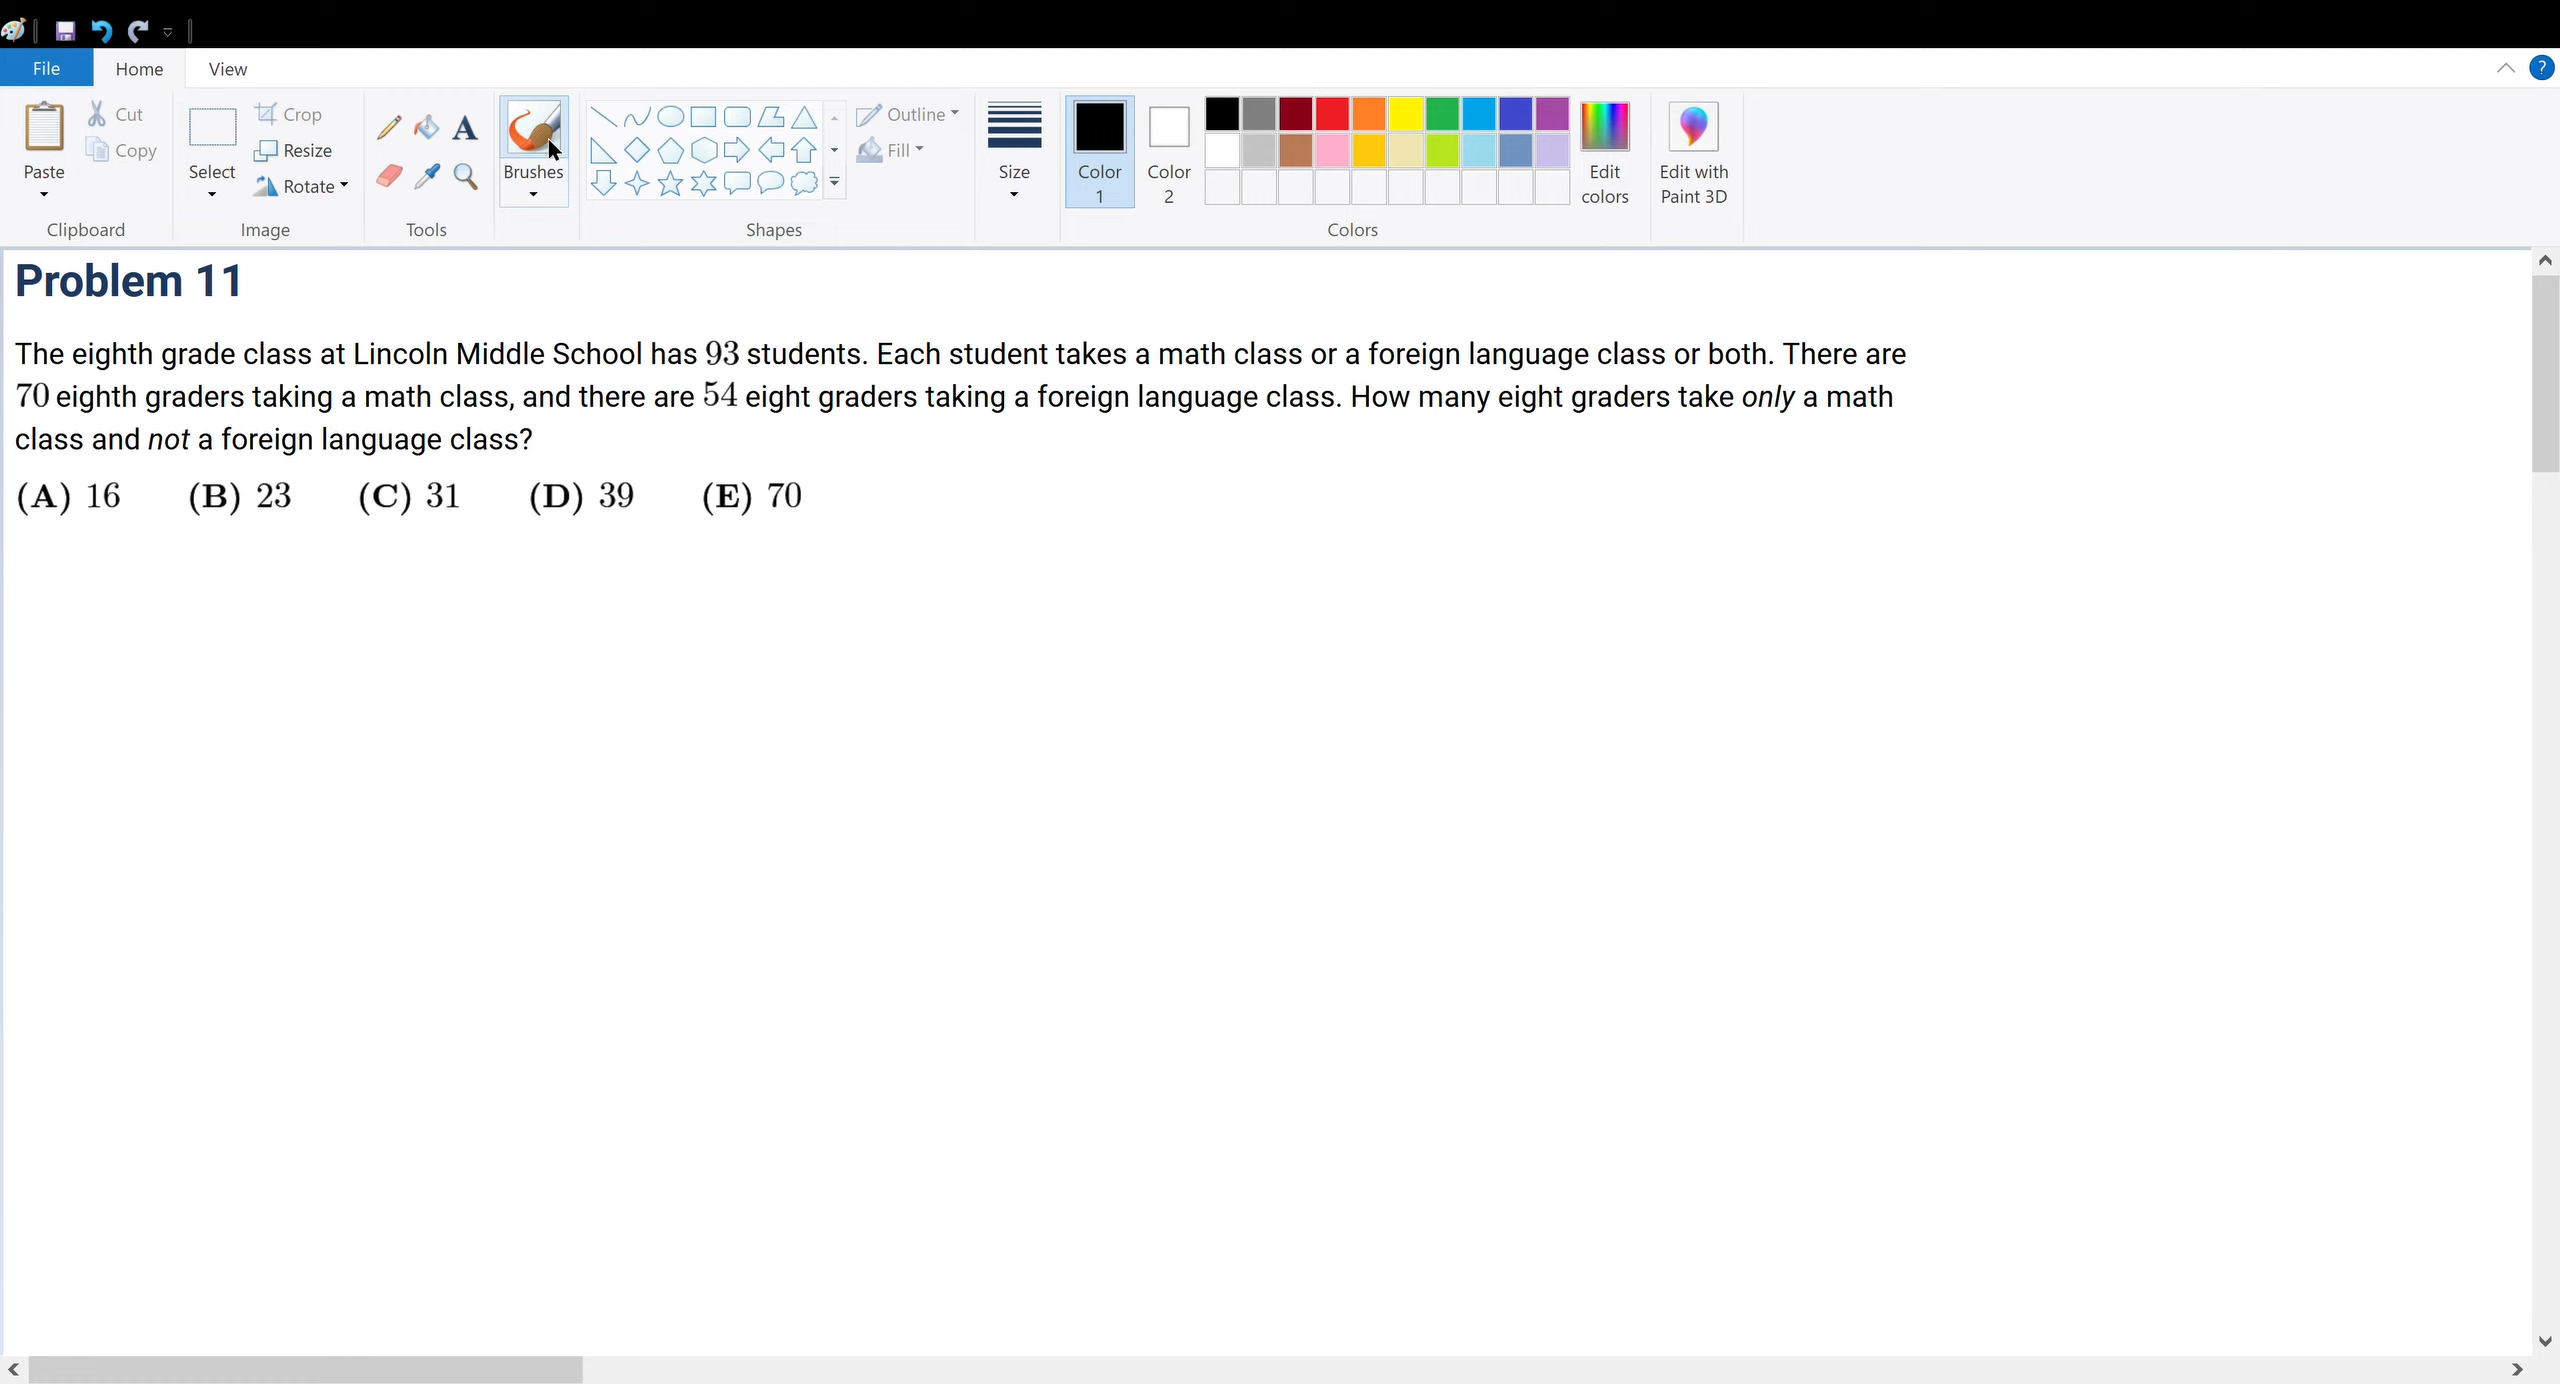 File Home View
Paste
Cut
Copy
Clipboard
Select
Crop
Resize
Rotate
Image
A
Tools
Brushes
Shapes
Outline
Fill
Size
Color
1
Color
2
Edit
colors
Colors
Edit with
Paint 3D
?
Problem 11
The eighth grade class at Lincoln Middle School has 93 students. Each student takes a math class or a foreign language class or both. There are
70 eighth graders taking a math class, and there are 54 eight graders taking a foreign language class. How many eight graders take only a math
class and not a foreign language class?
(A) 16 (B) 23 (C) 31 (D) 39 (E) 70